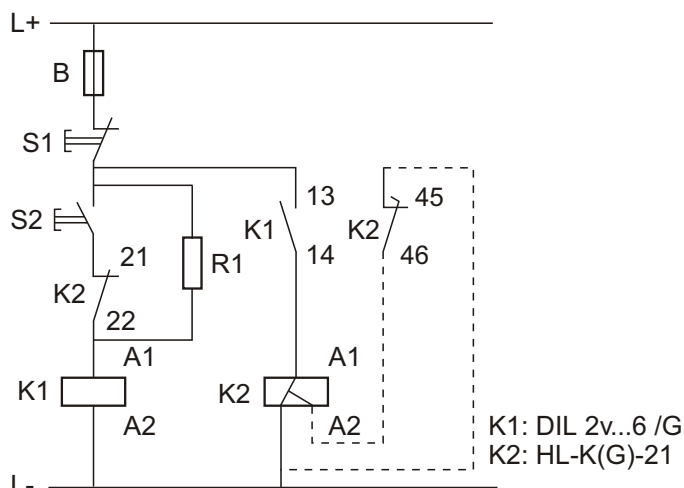 L+
B
S1
13
45
S2
K1
K2
21
R1
14
46
K2
22
A1
A1
K1
K2
A2
A2
K1: DIL 2v...6 /G
K2: HL-K(G)-21
L-